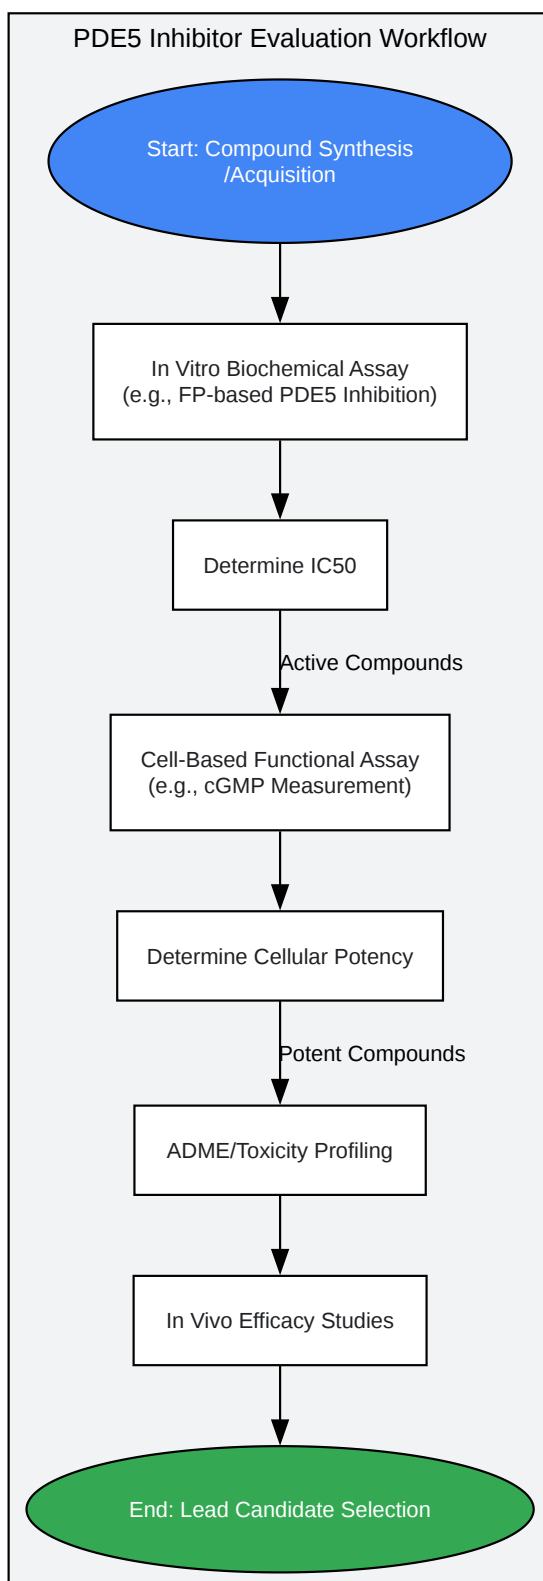 PDE5 Inhibitor Evaluation Workflow
Start: Compound Synthesis
/Acquisition
In Vitro Biochemical Assay
(e.g., FP-based PDE5 Inhibition)
Determine IC50
Active Compounds
Cell-Based Functional Assay
(e.g., cGMP Measurement)
Determine Cellular Potency
Potent Compounds
ADME/Toxicity Profiling
In Vivo Efficacy Studies
End: Lead Candidate Selection